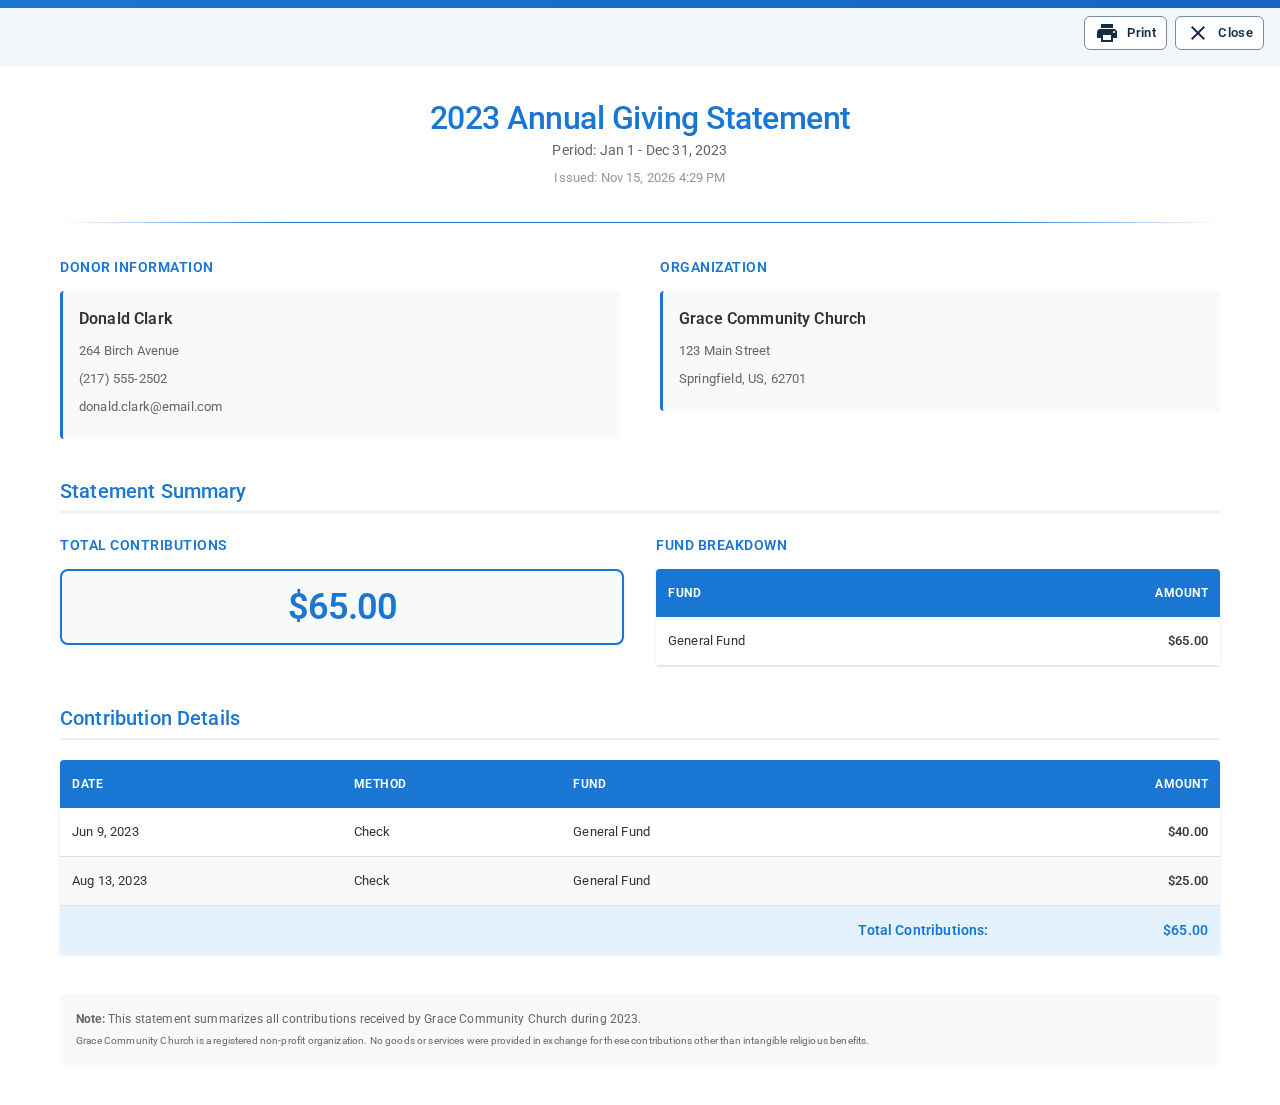 Print
Close
2023 Annual Giving Statement
Period: Jan 1 - Dec 31, 2023
Issued: Nov 15, 2026 4:29 PM
DONOR INFORMATION
Donald Clark
264 Birch Avenue
(217) 555-2502
donald.clark@email.com
ORGANIZATION
Grace Community Church
123 Main Street
Springfield, US, 62701
Statement Summary
TOTAL CONTRIBUTIONS
$65.00
FUND BREAKDOWN
FUND AMOUNT
General Fund $65.00
Contribution Details
DATE METHOD FUND AMOUNT
Jun 9, 2023 Check General Fund $40.00
Aug 13, 2023 Check General Fund $25.00
Total Contributions: $65.00
Note: This statement summarizes all contributions received by Grace Community Church during 2023.
Grace Community Church is a registered non-profit organization. No goods or services were provided in exchange for these contributions other than intangible religious benefits.